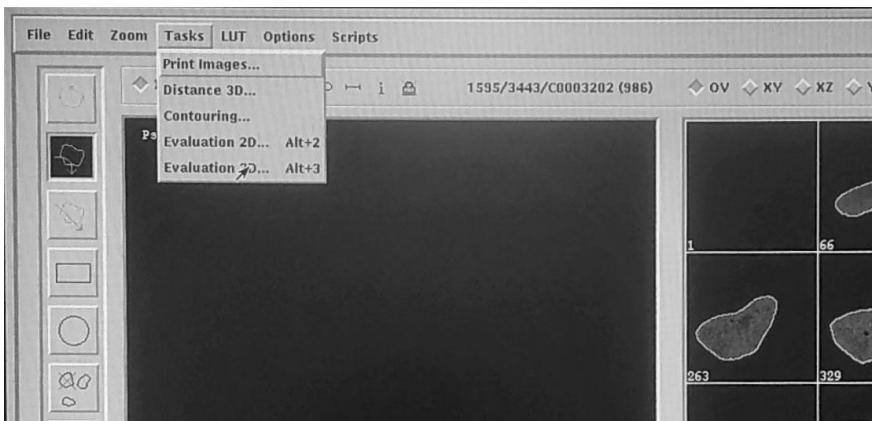 File Edit Zoom Tasks LUT Options Scripts
Print Images...
Distance 3D...
Contouring...
Evaluation 2D... Alt+2
Evaluation 3D... Alt+3
i 1595/3443/C0003202 (986) OV XY XZ
1 66
263 329